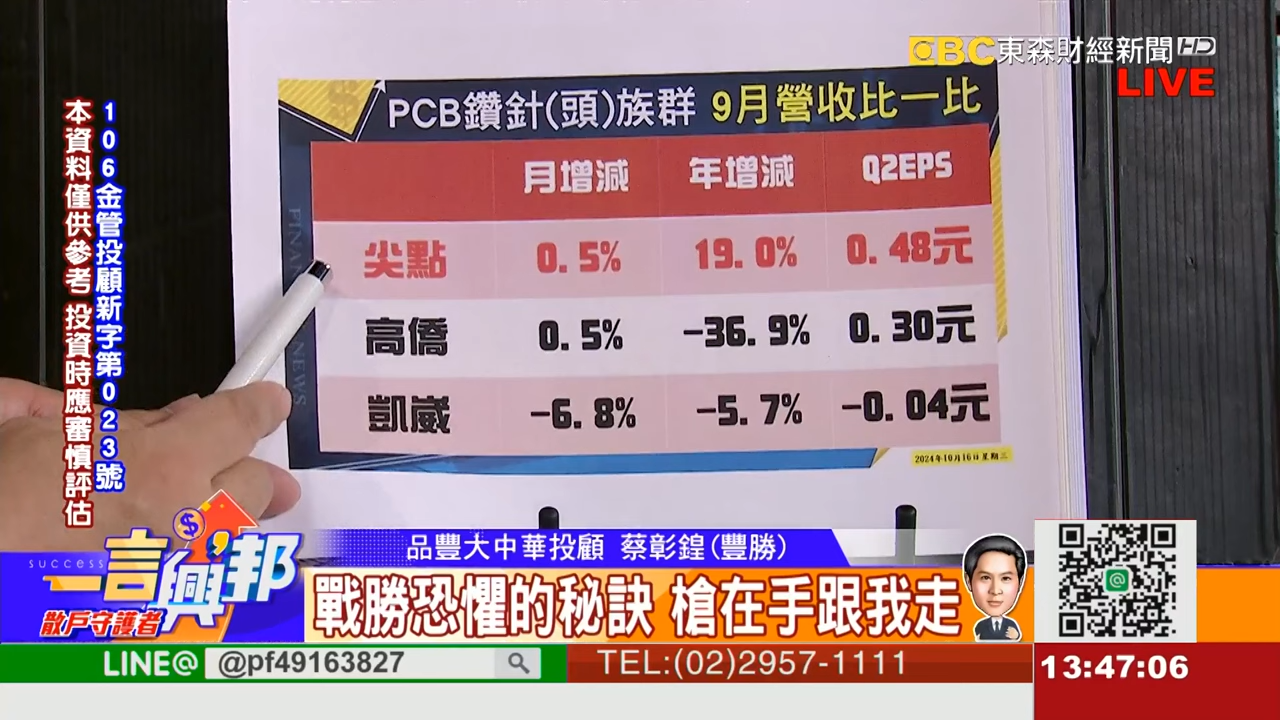 EBC東森財經新聞HD
LIVE
106金管投顧新字第023號
本資料僅供參考 投資時應審慎評估
PCB鑽針(頭)族群 9月營收比一比
月增減 年增減 Q2EPS
尖點 0.5% 19.0% 0.48元
高僑 0.5% -36.9% 0.30元
凱崴 -6.8% -5.7% -0.04元
2024年10月16日星期三
FINA
NEWS
success
一言興邦
散戶守護者
品豐大中華投顧 蔡彰鍠(豐勝)
戰勝恐懼的秘訣 槍在手跟我走
LINE@ @pf49163827
TEL:(02)2957-1111
13:47:06